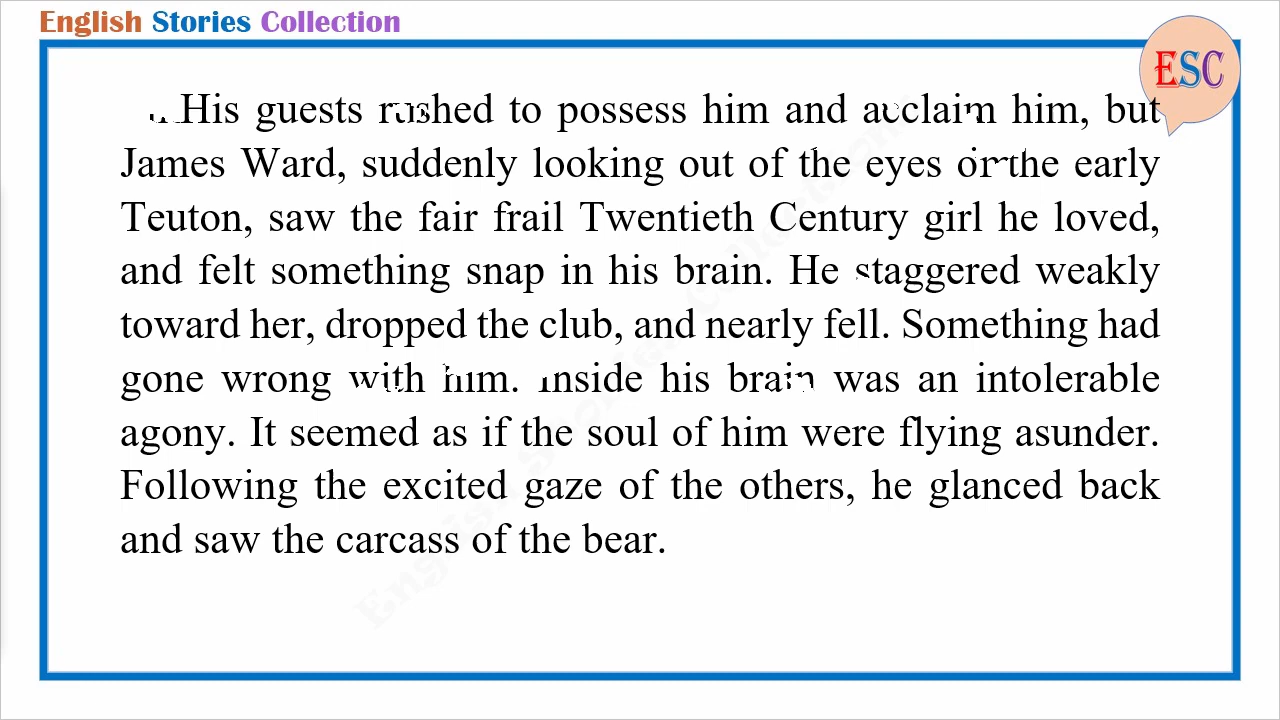 English Stories Collection
ESC
His guests rushed to possess him and acclaim him, but
James Ward, suddenly looking out of the eyes of the early
Teuton, saw the fair frail Twentieth Century girl he loved,
and felt something snap in his brain. He staggered weakly
toward her, dropped the club, and nearly fell. Something had
gone wrong with him. Inside his brain was an intolerable
agony. It seemed as if the soul of him were flying asunder.
Following the excited gaze of the others, he glanced back
and saw the carcass of the bear.
English Stories Collection